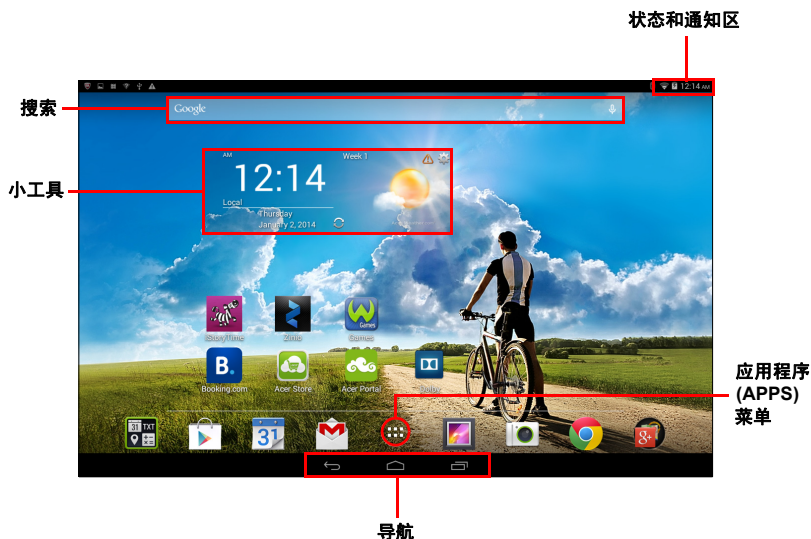 状态和通知区
12:14 AM
搜索
Google
小工具
AM
Week 1
12:14
Local
Thursday
January 2, 2014
iStoryTime
Zinio
Games
Games
B.
Booking.com
Acer Store
Acer Portal
Dolby
应用程序
(APPS)
菜单
31 TXT
31
g+
导航